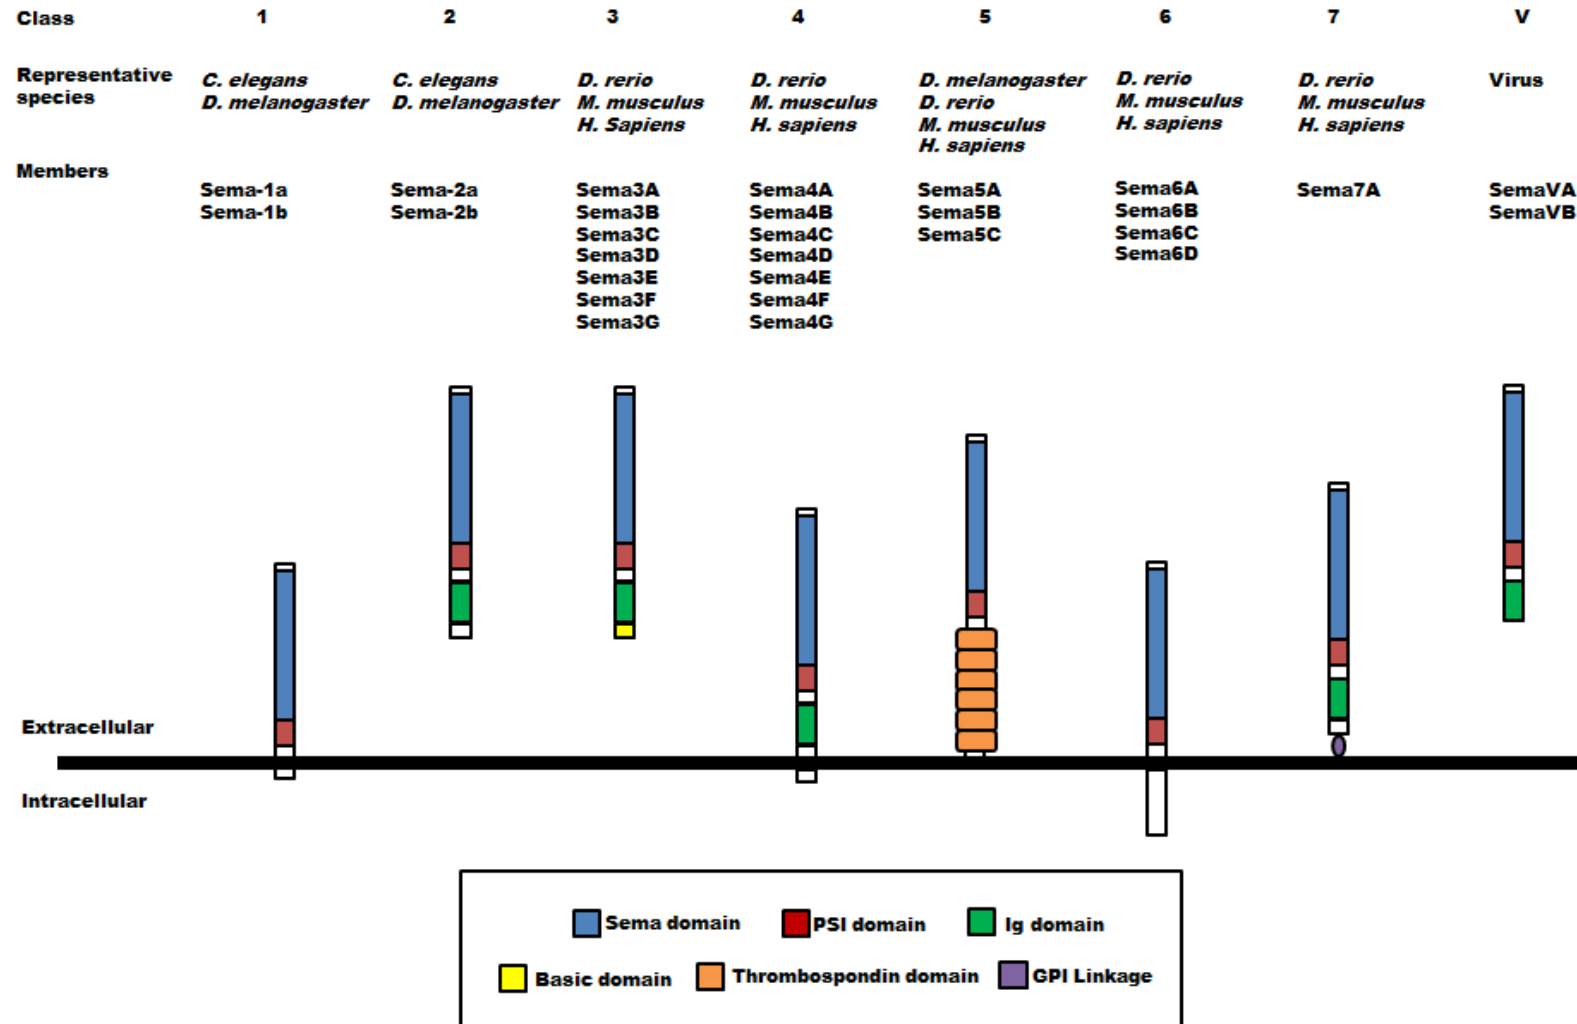 Class 1 2 3 4 5 6 7 V
Representative species
C. elegans
D. melanogaster
C. elegans
D. melanogaster
D. rerio
M. musculus
H. Sapiens
D. rerio
M. musculus
H. sapiens
D. melanogaster
D. rerio
M. musculus
H. sapiens
D. rerio
M. musculus
H. sapiens
D. rerio
M. musculus
H. sapiens
Virus
Members
Sema-1a
Sema-1b
Sema-2a
Sema-2b
Sema3A
Sema3B
Sema3C
Sema3D
Sema3E
Sema3F
Sema3G
Sema4A
Sema4B
Sema4C
Sema4D
Sema4E
Sema4F
Sema4G
Sema5A
Sema5B
Sema5C
Sema6A
Sema6B
Sema6C
Sema6D
Sema7A
SemaVA
SemaVB
Extracellular
Intracellular
Sema domain PSI domain Ig domain
Basic domain Thrombospondin domain GPI Linkage